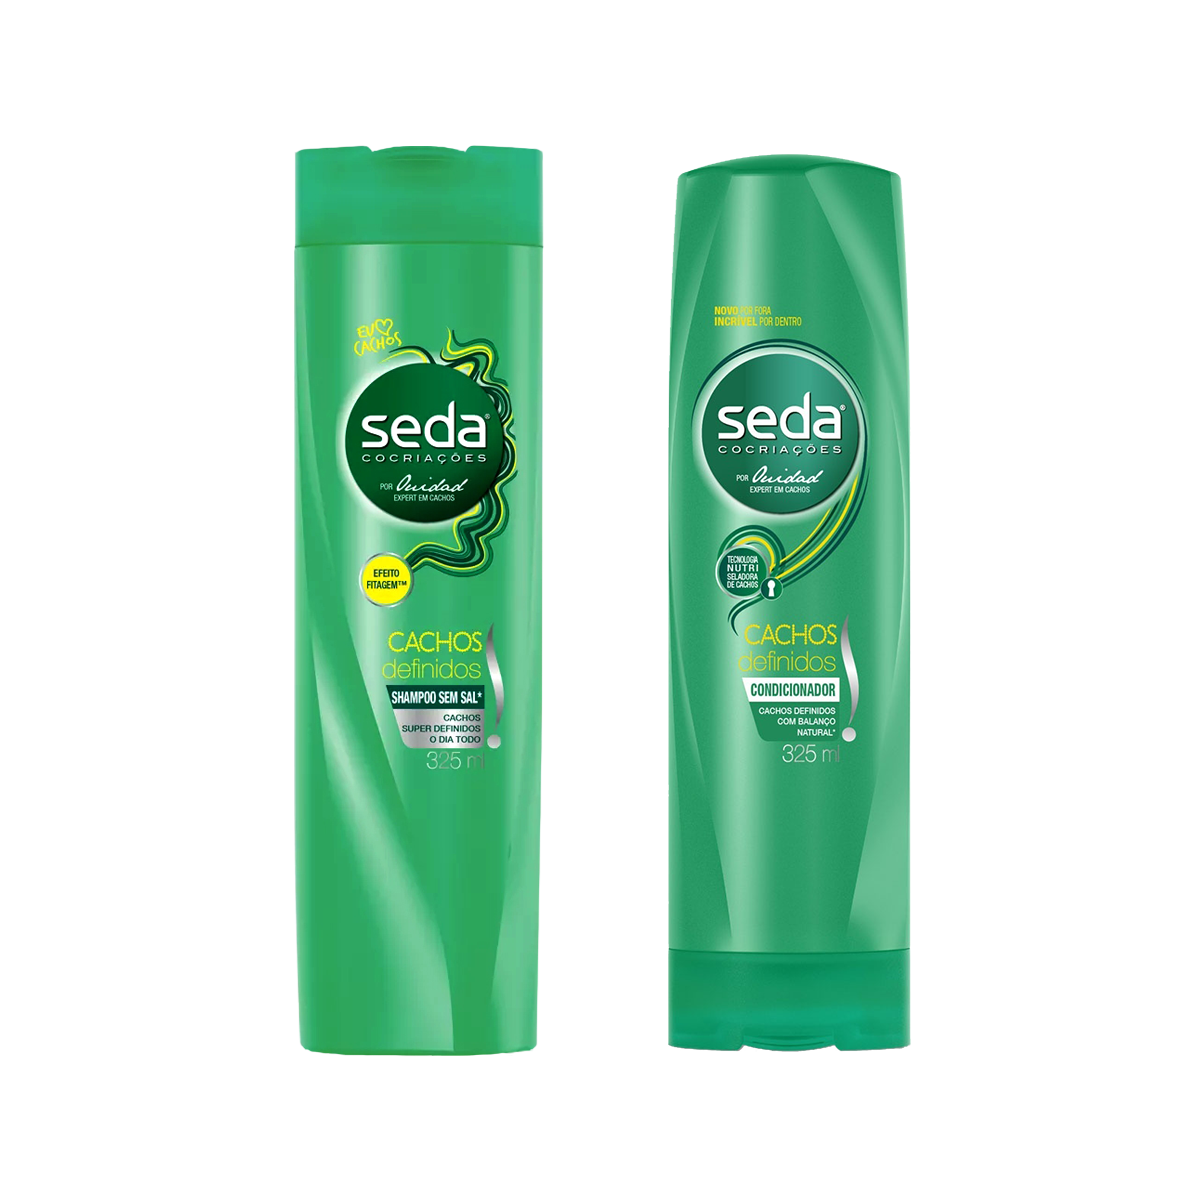 EU
CACHOS
seda®
COCRIAÇÕES
POR Ouidad
EXPERT EM CACHOS
EFEITO
FITAGEM™
CACHOS
definidos
SHAMPOO SEM SAL*
CACHOS
SUPER DEFINIDOS
O DIA TODO
325 ml
NOVO POR FORA
INCRÍVEL POR DENTRO
seda®
COCRIAÇÕES
POR Ouidad
EXPERT EM CACHOS
TECNOLOGIA
NUTRI
SELADORA
DE CACHOS
CACHOS
definidos
CONDICIONADOR
CACHOS DEFINIDOS
COM BALANÇO
NATURAL*
325 ml